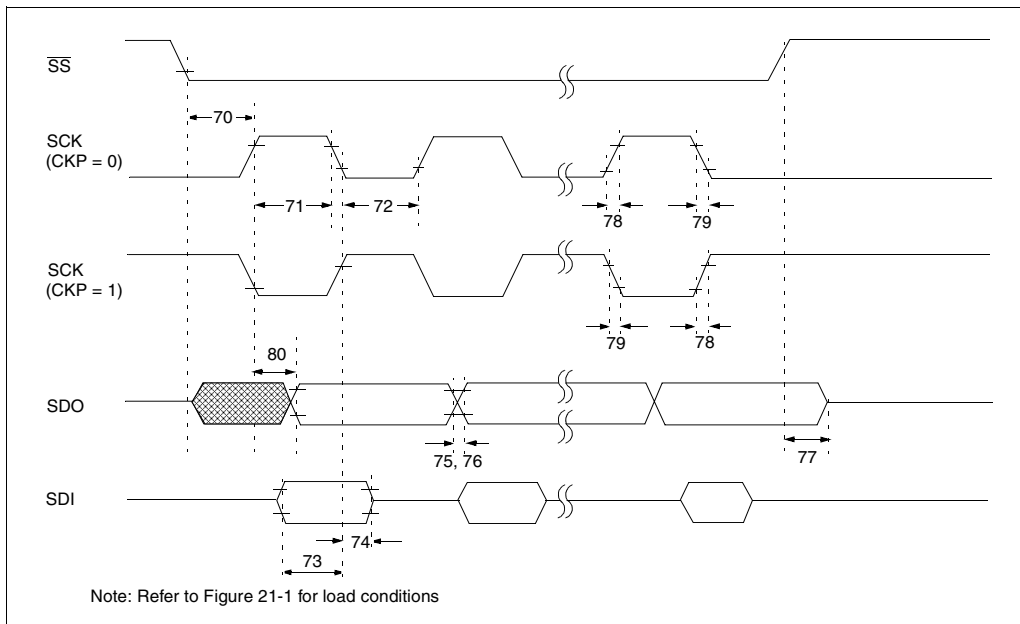 SS
70
SCK
(CKP = 0)
71
72
78
79
SCK
(CKP = 1)
79
78
80
SDO
75, 76
77
SDI
74
73
Note: Refer to Figure 21-1 for load conditions